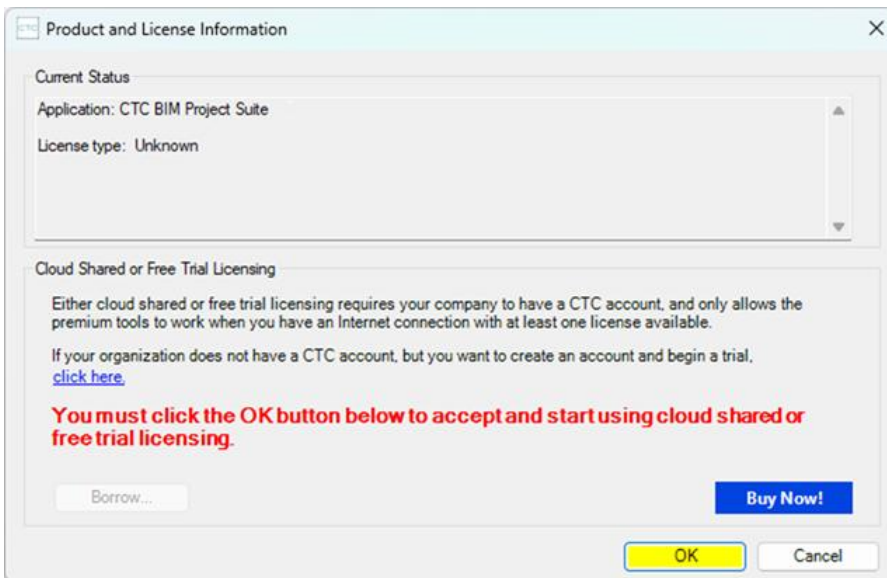 CTC Product and License Information
Current Status
Application: CTC BIM Project Suite
License type: Unknown
Cloud Shared or Free Trial Licensing
Either cloud shared or free trial licensing requires your company to have a CTC account, and only allows the
premium tools to work when you have an Internet connection with at least one license available.
If your organization does not have a CTC account, but you want to create an account and begin a trial,
click here.
You must click the OK button below to accept and start using cloud shared or
free trial licensing.
Borrow...
Buy Now!
OK
Cancel